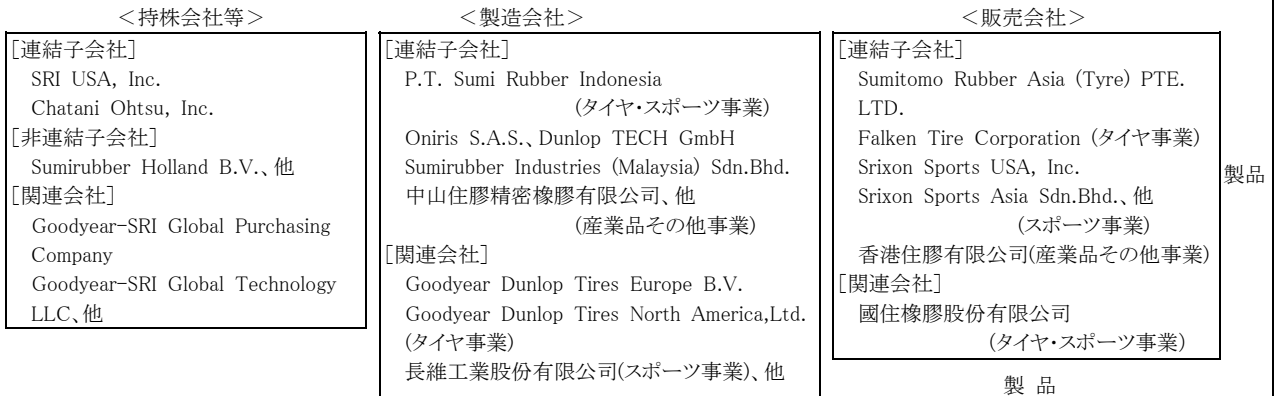 <持株会社等>
[連結子会社]
SRI USA, Inc.
Chatani Ohtsu, Inc.
[非連結子会社]
Sumirubber Holland B.V.、他
[関連会社]
Goodyear-SRI Global Purchasing
Company
Goodyear-SRI Global Technology
LLC、他
<製造会社>
[連結子会社]
P.T. Sumi Rubber Indonesia
(タイヤ・スポーツ事業)
Oniris S.A.S.、Dunlop TECH GmbH
Sumirubber Industries (Malaysia) Sdn.Bhd.
中山住膠精密橡膠有限公司、他
(産業品その他事業)
[関連会社]
Goodyear Dunlop Tires Europe B.V.
Goodyear Dunlop Tires North America,Ltd.
(タイヤ事業)
長維工業股份有限公司(スポーツ事業)、他
<販売会社>
[連結子会社]
Sumitomo Rubber Asia (Tyre) PTE.
LTD.
Falken Tire Corporation (タイヤ事業)
Srixon Sports USA, Inc.
Srixon Sports Asia Sdn.Bhd.、他
(スポーツ事業)
香港住膠有限公司(産業品その他事業)
[関連会社]
國住橡膠股份有限公司
(タイヤ・スポーツ事業)
製品
製 品